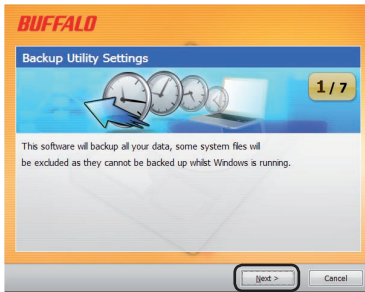 BUFFALO
Backup Utility Settings
1 / 7
This software will backup all your data, some system files will
be excluded as they cannot be backed up whilst Windows is running.
Next >
Cancel